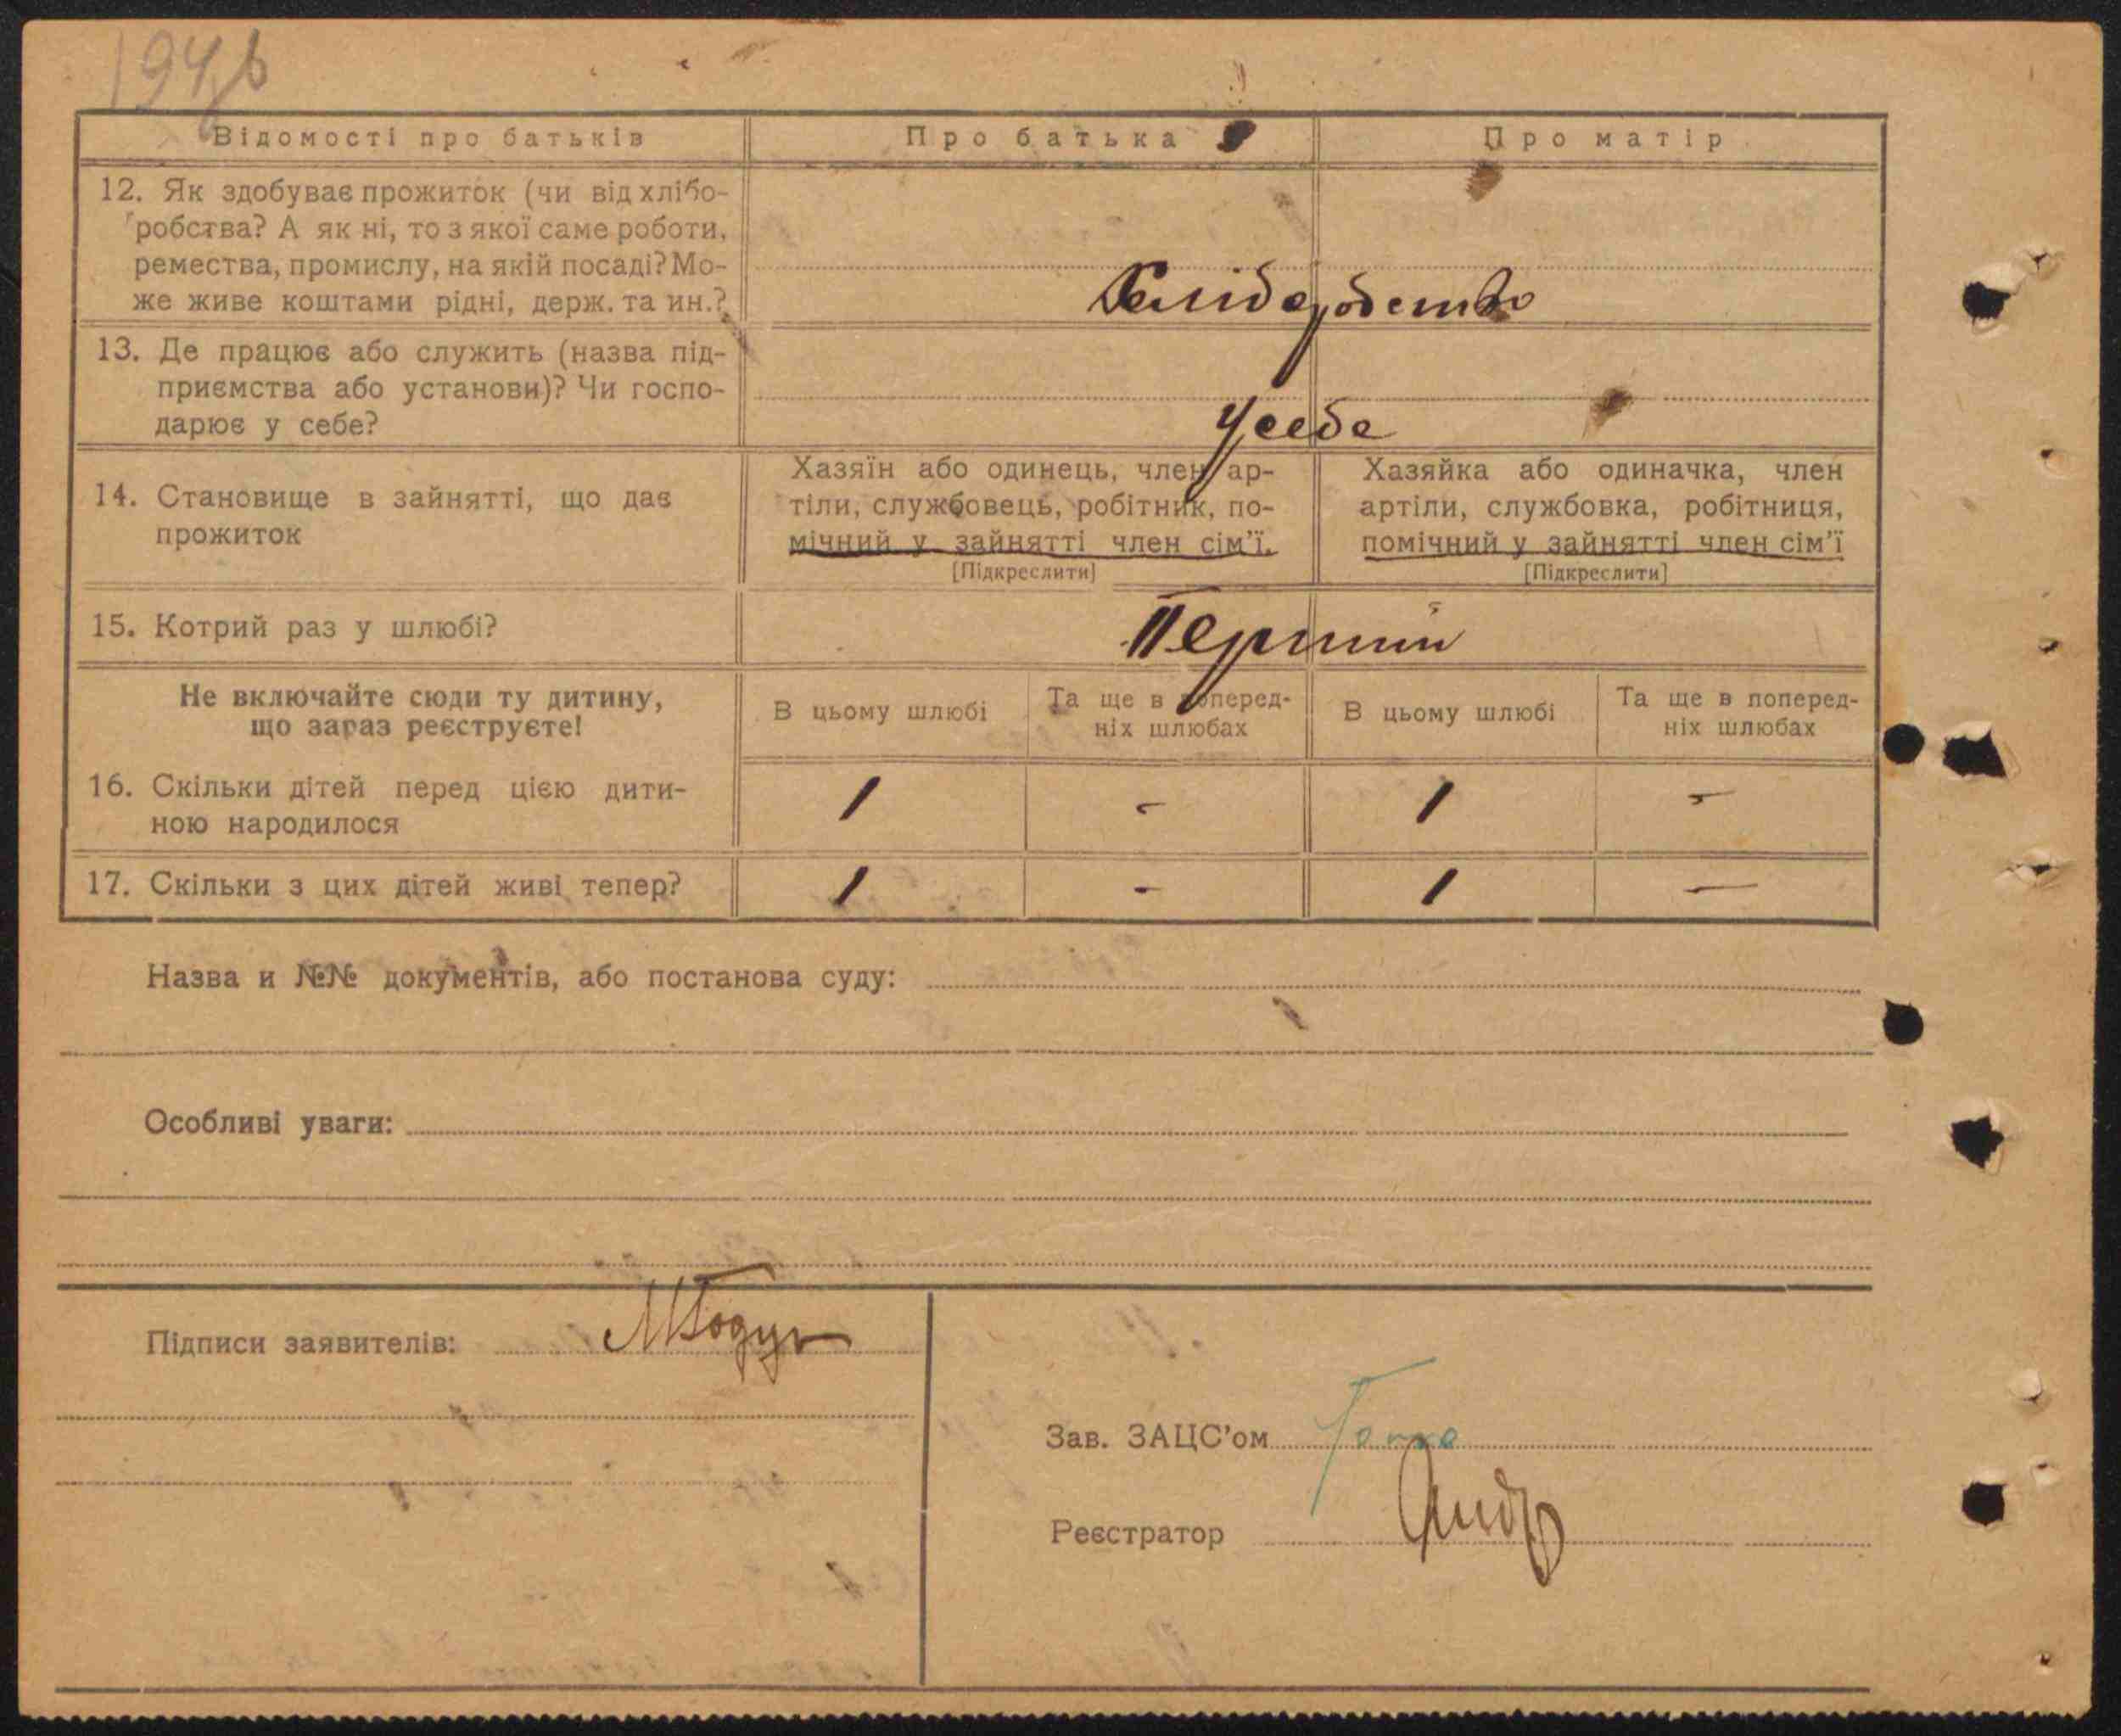 Відомості про батьків
Про батька
Про матір
12. Як здобуває прожиток (чи від хлібо-
робства? А як ні, то з якої саме роботи,
ремества, промислу, на якій посаді? Мо-
же живе коштами рідні, держ. та ин.?
Хліборобство
13. Де працює або служить (назва під-
приємства або установи)? Чи госпо-
дарює у себе?
У себе
14. Становище в зайнятті, що дає
прожиток
Хазяїн або одинець, член ар-
тіли, службовець, робітник, по-
мічний у зайнятті член сім'ї.
[Підкреслити]
Хазяйка або одиначка, член
артіли, службовка, робітниця,
помічний у зайнятті член сім'ї
[Підкреслити]
15. Котрий раз у шлюбі?
Перший
Не включайте сюди ту дитину,
що зараз реєструєте!
В цьому шлюбі
Та ще в поперед-
ніх шлюбах
В цьому шлюбі
Та ще в поперед-
ніх шлюбах
16. Скільки дітей перед цією дити-
ною народилося
1 - 1 -
17. Скільки з цих дітей живі тепер?
1 - 1 —
Назва и №№ документів, або постанова суду:
Особливі уваги:
Підписи заявителів:
Зав. ЗАЦС'ом
Реєстратор